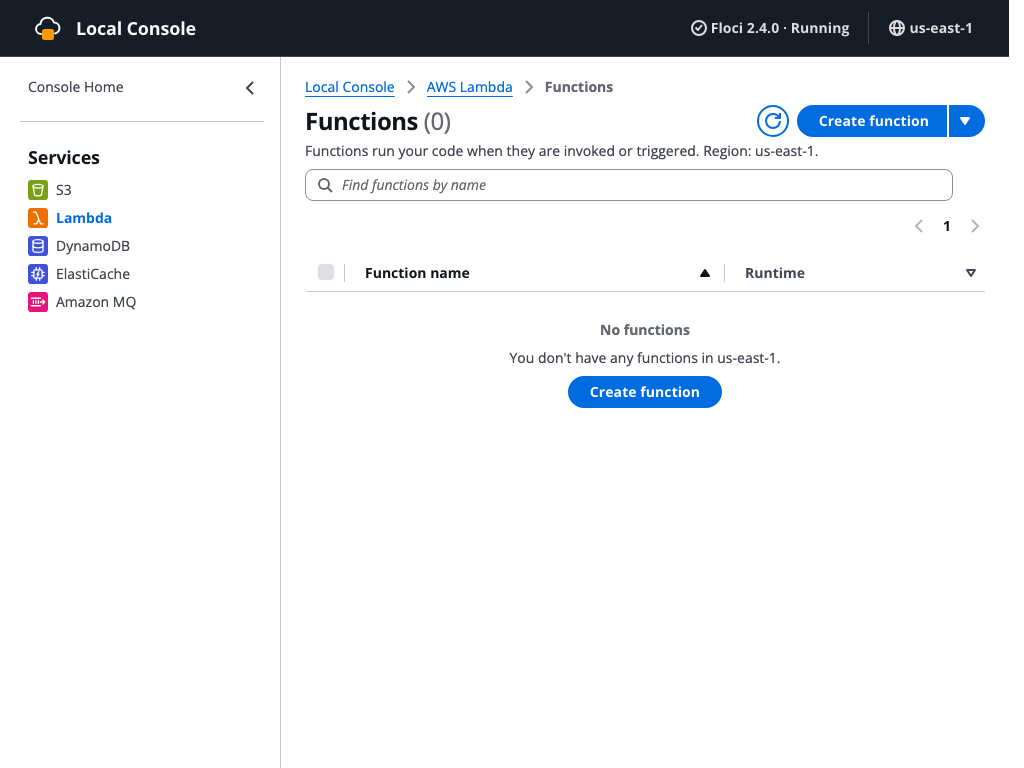 Local Console
Floci 2.4.0 · Running
us-east-1
Console Home
Services
S3
Lambda
DynamoDB
ElastiCache
Amazon MQ
Local Console
AWS Lambda
Functions
Functions (0)
Create function
Functions run your code when they are invoked or triggered. Region: us-east-1.
Find functions by name
1
Function name
Runtime
No functions
You don't have any functions in us-east-1.
Create function